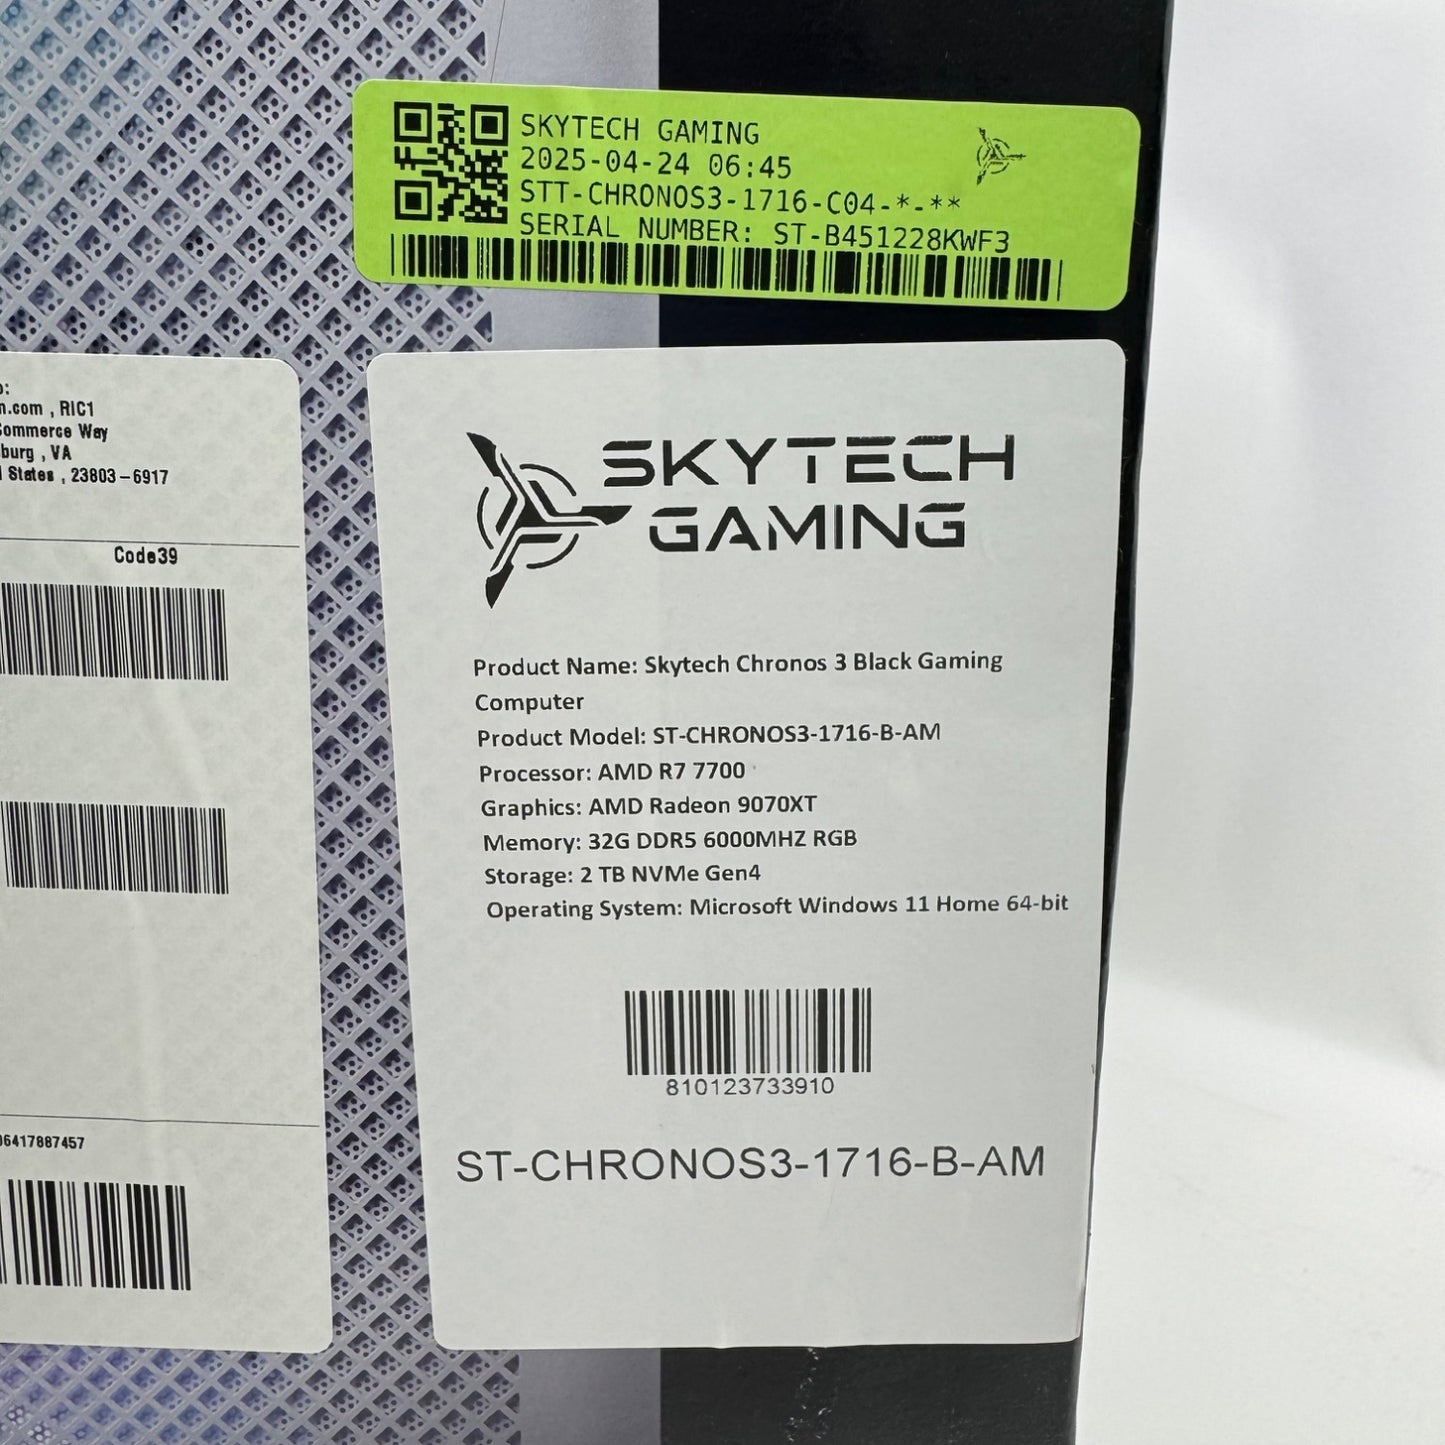 SKYTECH GAMING
2025-04-24 06:45
STT-CHRONOS3-1716-C04-*-**
SERIAL NUMBER: ST-B451228KWF3
o:
n.com , RIC1
Commerce Way
burg , VA
d States , 23803-6917
Code39
06417887457
SKYTECH
GAMING
Product Name: Skytech Chronos 3 Black Gaming
Computer
Product Model: ST-CHRONOS3-1716-B-AM
Processor: AMD R7 7700
Graphics: AMD Radeon 9070XT
Memory: 32G DDR5 6000MHZ RGB
Storage: 2 TB NVMe Gen4
Operating System: Microsoft Windows 11 Home 64-bit
810123733910
ST-CHRONOS3-1716-B-AM